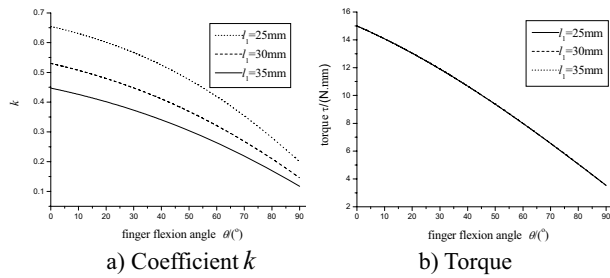 0.7
0.6
0.5
0.4
0.3
0.2
0.1
k
0 10 20 30 40 50 60 70 80 90
finger flexion angle θ/(°)
l₁=25mm
l₁=30mm
l₁=35mm
a) Coefficient k
16
14
12
10
8
6
4
2
torque τ/(N.mm)
0 10 20 30 40 50 60 70 80 90
finger flexion angle θ/(°)
l₁=25mm
l₁=30mm
l₁=35mm
b) Torque